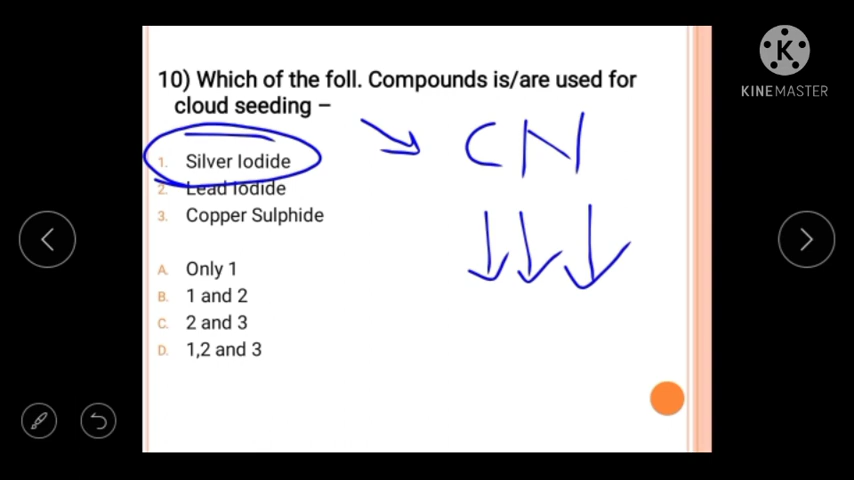 10) Which of the foll. Compounds is/are used for
cloud seeding –
1. Silver Iodide
2. Lead Iodide
3. Copper Sulphide
A. Only 1
B. 1 and 2
C. 2 and 3
D. 1,2 and 3
CN
K
KINEMASTER